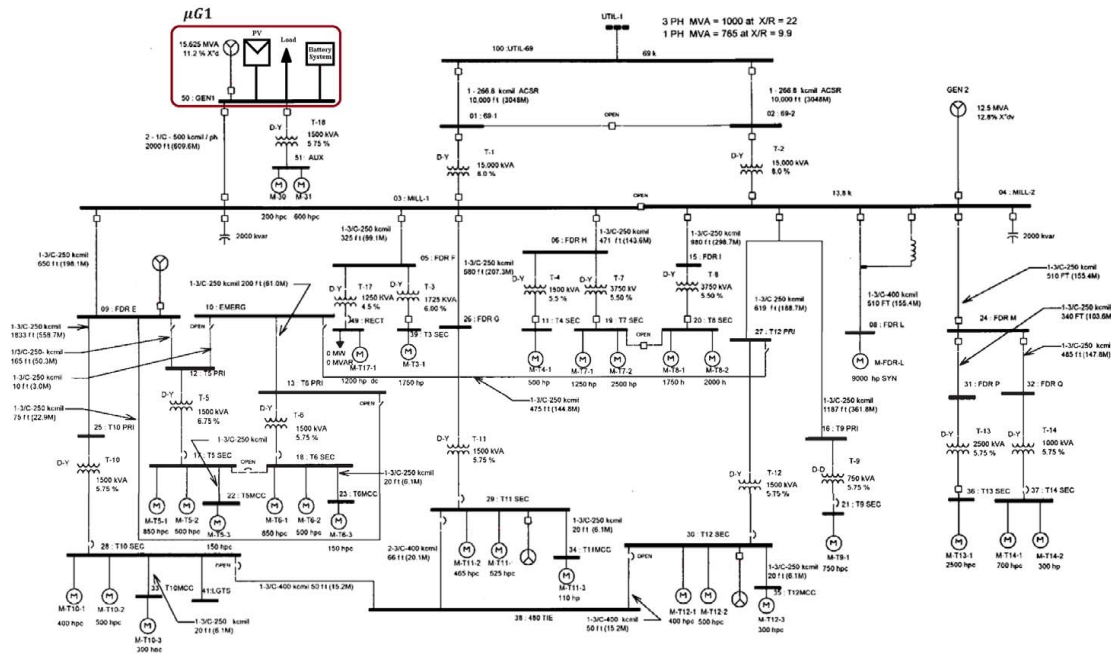 μG1
UTIL-1
3 PH MVA = 1000 at X/R = 22
1 PH MVA = 765 at X/R = 9.9
15.625 MVA
11.2 % X"d
PV
Load
Battery
System
50 : GEN1
100 : UTIL-69
69 k
1 - 266.8 kcmil ACSR
10,000 ft (3048M)
1 - 266.8 kcmil ACSR
10,000 ft (3048M)
GEN 2
12.5 MVA
12.8% X"dv
01 : 69-1
OPEN
02 : 69-2
2 - 1/C - 500 kcmil / ph
2000 ft (609.6M)
D-Y
T-18
1500 kVA
5.75 %
51: AUX
M-30
M-31
200 hpc
600 hpc
D-Y
T-1
15,000 kVA
8.0 %
D-Y
T-2
15,000 kVA
8.0 %
03 : MILL-1
OPEN
13.8 k
04 : MILL-2
2000 kvar
2000 kvar
1-3/C-250 kcmil
650 ft (198.1M)
1-3/C-250 kcmil
325 ft (99.1M)
1-3/C-250 kcmil
680 ft (207.3M)
1-3/C-250 kcmil
471 ft (143.6M)
1-3/C-250 kcmil
980 ft (298.7M)
1-3/C-250 kcmil
619 ft (188.7M)
1-3/C-400 kcmil
510 ft (155.4M)
1-3/C-250 kcmil
510 FT (155.4M)
1-3/C-250 kcmil
340 FT (103.6M)
1-3/C-250 kcmil
485 ft (147.8M)
1-3/C-250 kcmil 200 ft (61.0M)
09 : FDR E
10 : EMERG
05 : FDR F
26 : FDR G
06 : FDR H
15 : FDR I
27 : T12 PRI
08 : FDR L
24 : FDR M
31 : FDR P
32 : FDR Q
1-3/C-250 kcmil
1833 ft (558.7M)
1/3/C-250- kcmil
165 ft (50.3M)
1-3/C-250 kcmil
10 ft (3.0M)
1-3/C-250 kcmil
75 ft (22.9M)
OPEN
12 : T5 PRI
13 : T6 PRI
OPEN
D-Y
T-17
1250 KVA
4.5 %
49 : RECT
0 MW
0 MVAR
M-T17-1
1200 hp dc
D-Y
T-3
1725 KVA
6.00 %
39 : T3 SEC
M-T3-1
1750 hp
D-Y
T-4
1500 kVA
5.5 %
11 : T4 SEC
M-T4-1
500 hp
D-Y
T-7
3750 kV
5.50 %
19 : T7 SEC
M-T7-1
M-T7-2
1250 HP
2500 hp
OPEN
D-Y
T-8
3750 kVA
5.50 %
20 : T8 SEC
M-T8-1
M-T8-2
1750 h
2000 h
M-FDR-L
9000 hp SYN
1-3/C-250 kcmil
475 ft (144.8M)
1-3/C-250 kcmil
1187 ft (361.8M)
25 : T10 PRI
D-Y
T-10
1500 kVA
5.75 %
D-Y
T-5
1500 kVA
6.75 %
D-Y
T-6
1500 kVA
5.75 %
1-3/C-250 kcmil
OPEN
17 : T5 SEC
18 : T6 SEC
1-3/C-250 kcmil
20 ft (6.1M)
22 : T5MCC
23 : T6MCC
M-T5-1
M-T5-2
M-T5-3
850 hpc
500 hpc
150 hpc
M-T6-1
M-T6-2
M-T6-3
850 hpc
500 hpc
150 hpc
D-Y
T-11
1500 kVA
5.75%
29 : T11 SEC
M-T11-2
465 hpc
M-T11-
625 hpc
1-3/C-250 kcmil
20 ft (6.1M)
34 : T11MCC
M-T11-3
110 hp
2-3/C-400 kcmil
66 ft (20.1M)
D-Y
T-12
1500 kVA
5.75%
30 : T12 SEC
OPEN
M-T12-1
M-T12-2
400 hpc
500 hpc
1-3/C-250 kcmil
20 ft (6.1M)
35 : T12MCC
M-T12-3
300 hpc
16 : T9 PRI
D-D
T-9
750 kVA
5.75 %
21 : T9 SEC
M-T9-1
750 hpc
D-Y
T-13
2500 kVA
5.75%
36 : T13 SEC
M-T13-1
2500 hpc
D-Y
T-14
1000 kVA
5.75%
37 : T14 SEC
M-T14-1
M-T14-2
700 hpc
300 hp
28 : T10 SEC
OPEN
33 : T10MCC
41: LGTS
M-T10-1
M-T10-2
M-T10-3
400 hpc
500 hpc
300 hpc
1-3/C-250 kcmil
20 ft (6.1M)
1-3/C-400 kcmil 50 ft (15.2M)
38 : 480 TIE
1-3/C-400 kcmil
50 ft (15.2M)